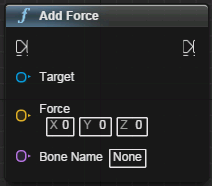 f Add Force
Target
Force
X 0 Y 0 Z 0
Bone Name None